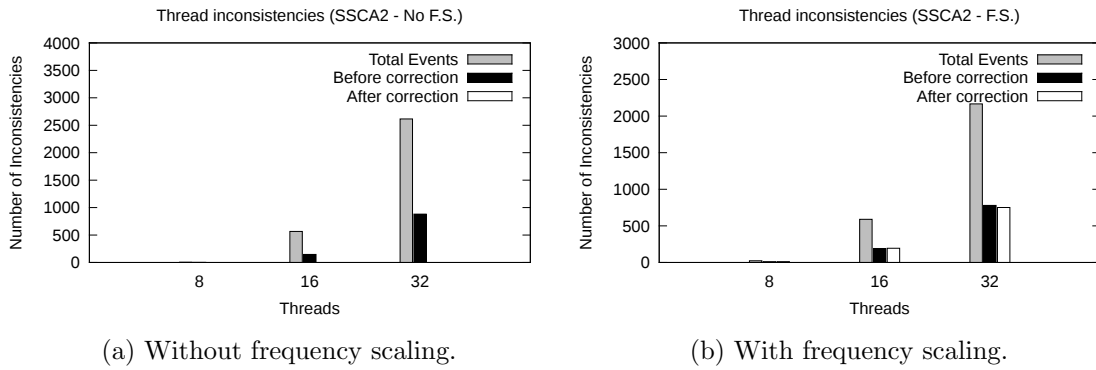 Thread inconsistencies (SSCA2 - No F.S.)
Number of Inconsistencies
4000
3500
3000
2500
2000
1500
1000
500
0
Total Events
Before correction
After correction
8 16 32
Threads
(a) Without frequency scaling.
Thread inconsistencies (SSCA2 - F.S.)
Number of Inconsistencies
3000
2500
2000
1500
1000
500
0
Total Events
Before correction
After correction
8 16 32
Threads
(b) With frequency scaling.